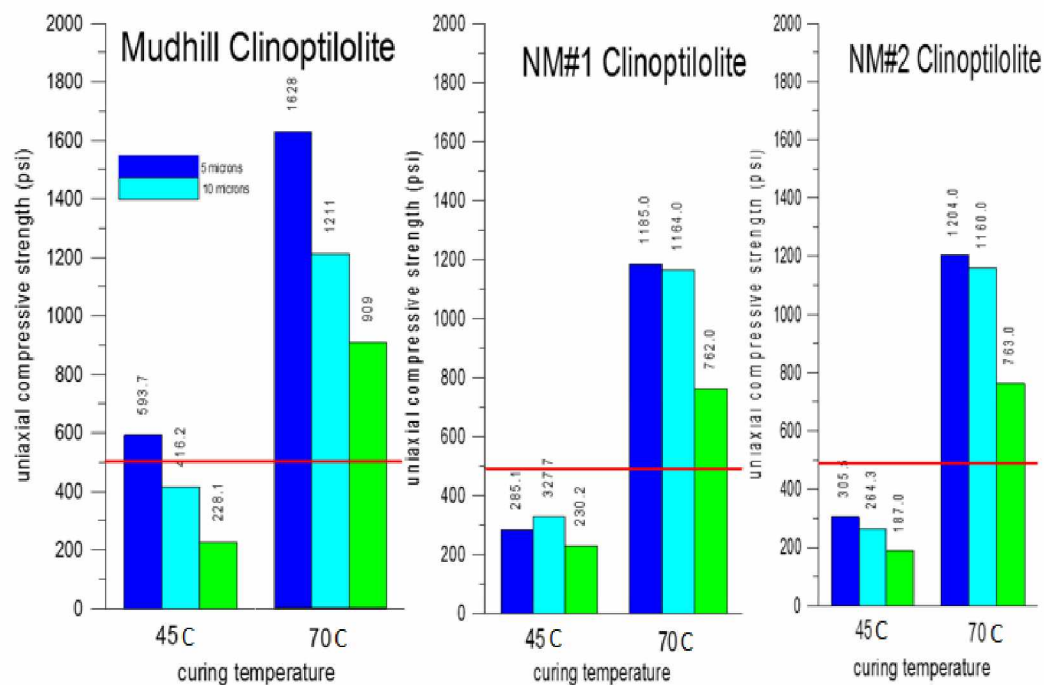 Mudhill Clinoptilolite
uniaxial compressive strength (psi)
2000
1800
1600
1400
1200
1000
800
600
400
200
0
5 microns
10 microns
593.7
416.2
228.1
1628
1211
909
45 C
70 C
curing temperature
NM#1 Clinoptilolite
uniaxial compressive strength (psi)
2000
1800
1600
1400
1200
1000
800
600
400
200
0
285.1
327.7
230.2
1185.0
1164.0
762.0
45 C
70 C
curing temperature
NM#2 Clinoptilolite
uniaxial compressive strength (psi)
2000
1800
1600
1400
1200
1000
800
600
400
200
0
264.3
187.0
1204.0
1160.0
763.0
45 C
70 C
curing temperature